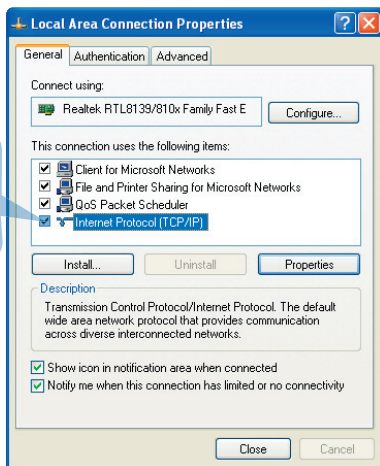 Local Area Connection Properties
General Authentication Advanced
Connect using:
Realtek RTL8139/810x Family Fast E
Configure...
This connection uses the following items:
Client for Microsoft Networks
File and Printer Sharing for Microsoft Networks
QoS Packet Scheduler
Internet Protocol (TCP/IP)
Install... Uninstall Properties
Description
Transmission Control Protocol/Internet Protocol. The default
wide area network protocol that provides communication
across diverse interconnected networks.
Show icon in notification area when connected
Notify me when this connection has limited or no connectivity
Close Cancel